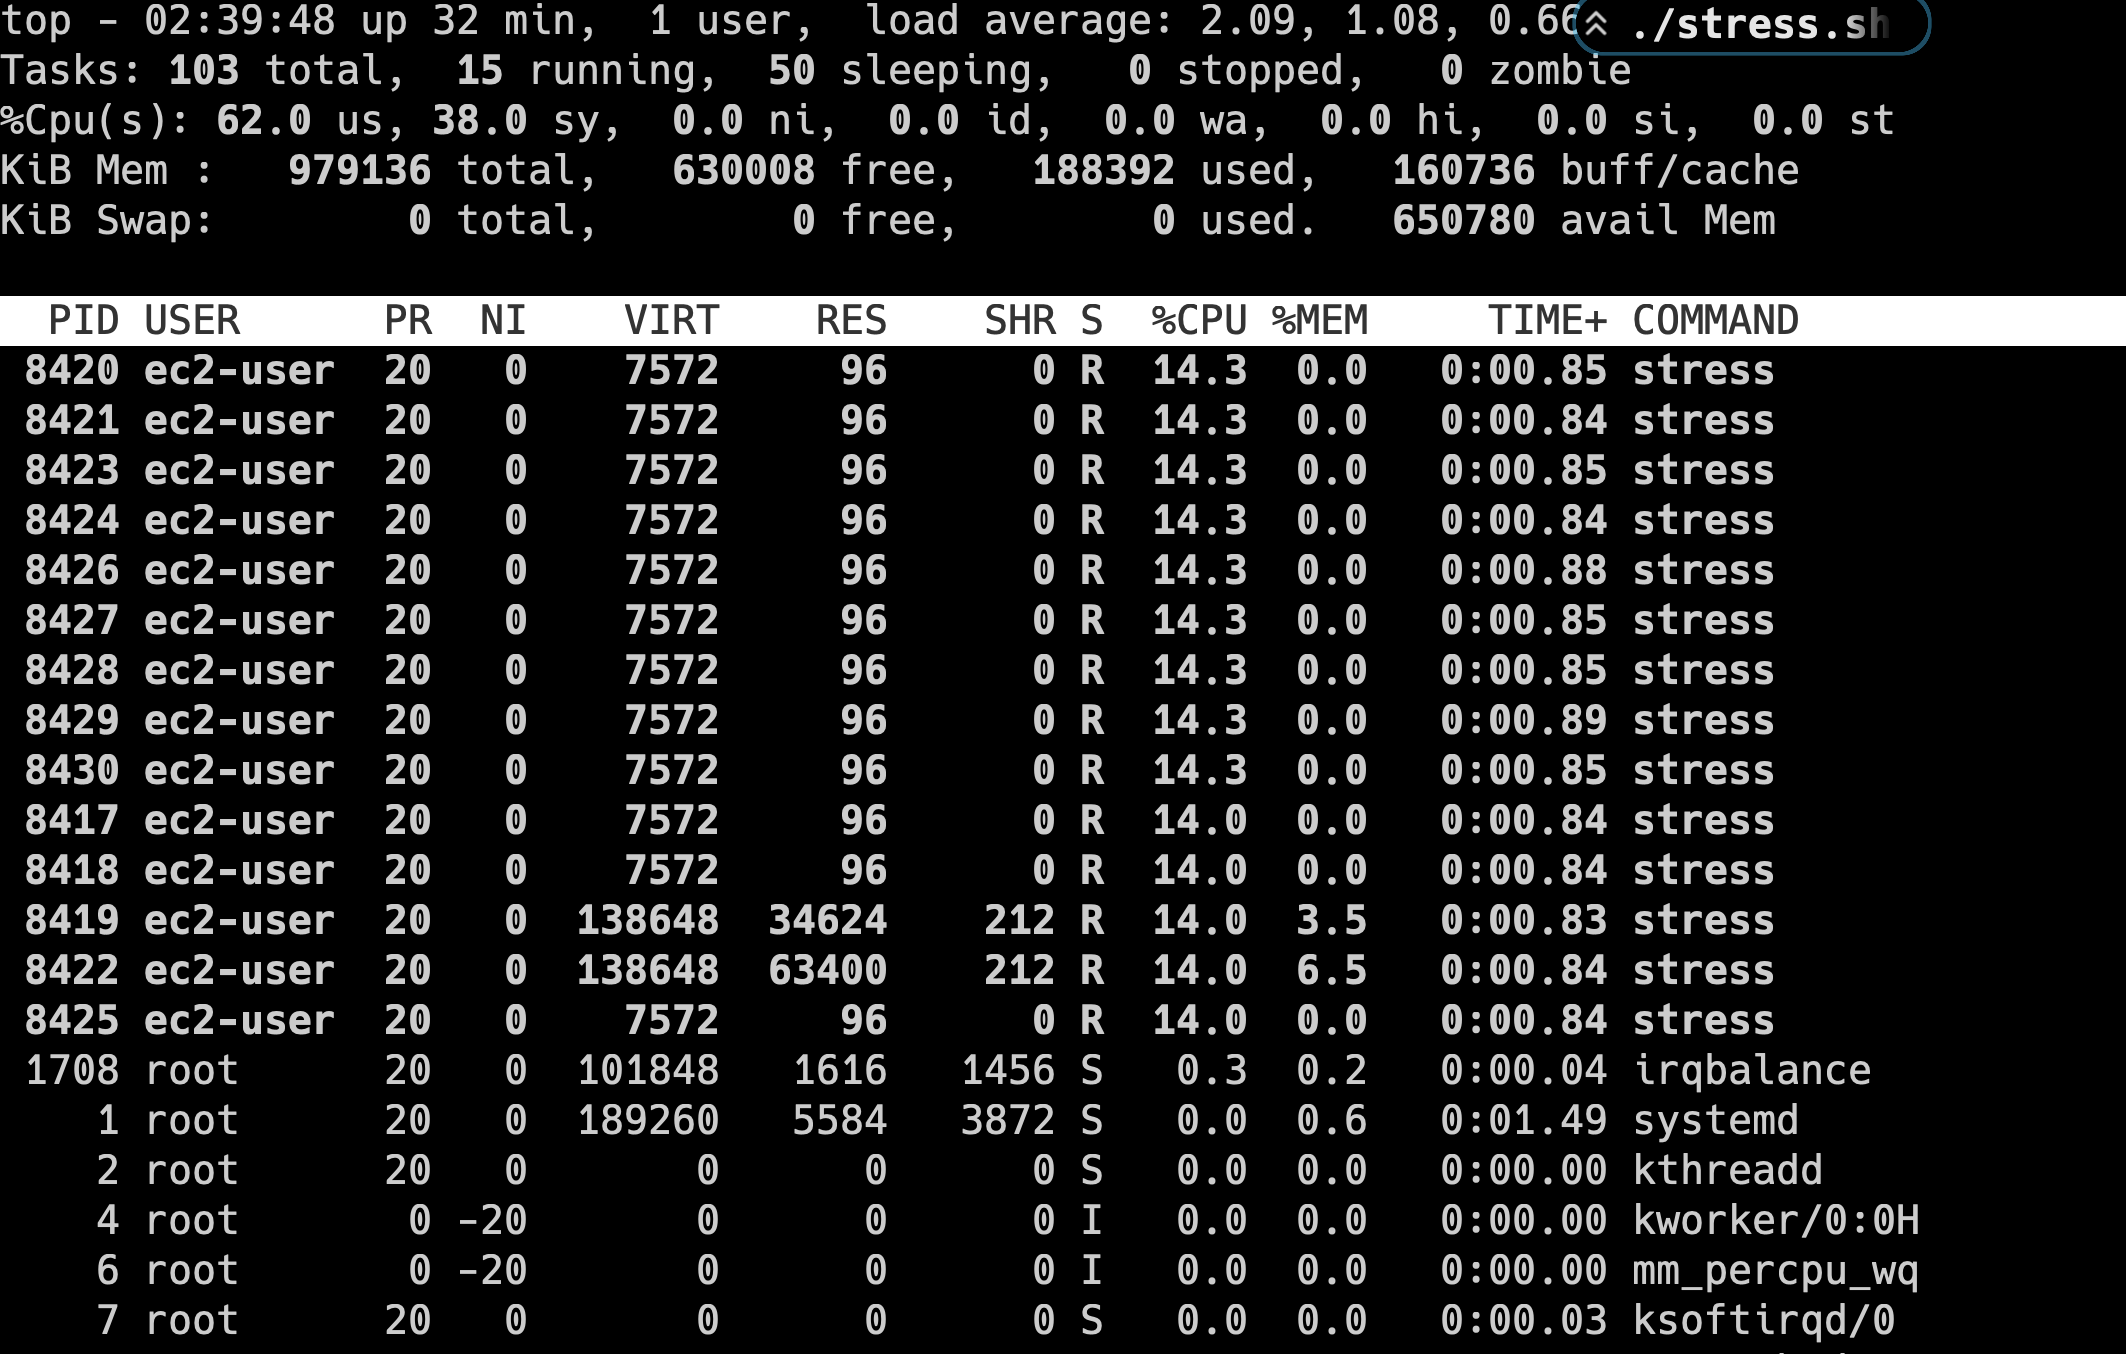 top - 02:39:48 up 32 min,  1 user,  load average: 2.09, 1.08, 0.66 ./stress.sh
Tasks: 103 total,  15 running,  50 sleeping,   0 stopped,   0 zombie
%Cpu(s): 62.0 us, 38.0 sy,  0.0 ni,  0.0 id,  0.0 wa,  0.0 hi,  0.0 si,  0.0 st
KiB Mem :   979136 total,   630008 free,   188392 used,   160736 buff/cache
KiB Swap:        0 total,        0 free,        0 used.   650780 avail Mem
PID USER      PR  NI    VIRT    RES    SHR S  %CPU %MEM     TIME+ COMMAND
8420 ec2-user  20   0    7572     96      0 R  14.3  0.0   0:00.85 stress
8421 ec2-user  20   0    7572     96      0 R  14.3  0.0   0:00.84 stress
8423 ec2-user  20   0    7572     96      0 R  14.3  0.0   0:00.85 stress
8424 ec2-user  20   0    7572     96      0 R  14.3  0.0   0:00.84 stress
8426 ec2-user  20   0    7572     96      0 R  14.3  0.0   0:00.88 stress
8427 ec2-user  20   0    7572     96      0 R  14.3  0.0   0:00.85 stress
8428 ec2-user  20   0    7572     96      0 R  14.3  0.0   0:00.85 stress
8429 ec2-user  20   0    7572     96      0 R  14.3  0.0   0:00.89 stress
8430 ec2-user  20   0    7572     96      0 R  14.3  0.0   0:00.85 stress
8417 ec2-user  20   0    7572     96      0 R  14.0  0.0   0:00.84 stress
8418 ec2-user  20   0    7572     96      0 R  14.0  0.0   0:00.84 stress
8419 ec2-user  20   0  138648  34624    212 R  14.0  3.5   0:00.83 stress
8422 ec2-user  20   0  138648  63400    212 R  14.0  6.5   0:00.84 stress
8425 ec2-user  20   0    7572     96      0 R  14.0  0.0   0:00.84 stress
1708 root      20   0  101848   1616   1456 S   0.3  0.2   0:00.04 irqbalance
1 root      20   0  189260   5584   3872 S   0.0  0.6   0:01.49 systemd
2 root      20   0       0      0      0 S   0.0  0.0   0:00.00 kthreadd
4 root       0 -20       0      0      0 I   0.0  0.0   0:00.00 kworker/0:0H
6 root       0 -20       0      0      0 I   0.0  0.0   0:00.00 mm_percpu_wq
7 root      20   0       0      0      0 S   0.0  0.0   0:00.03 ksoftirqd/0